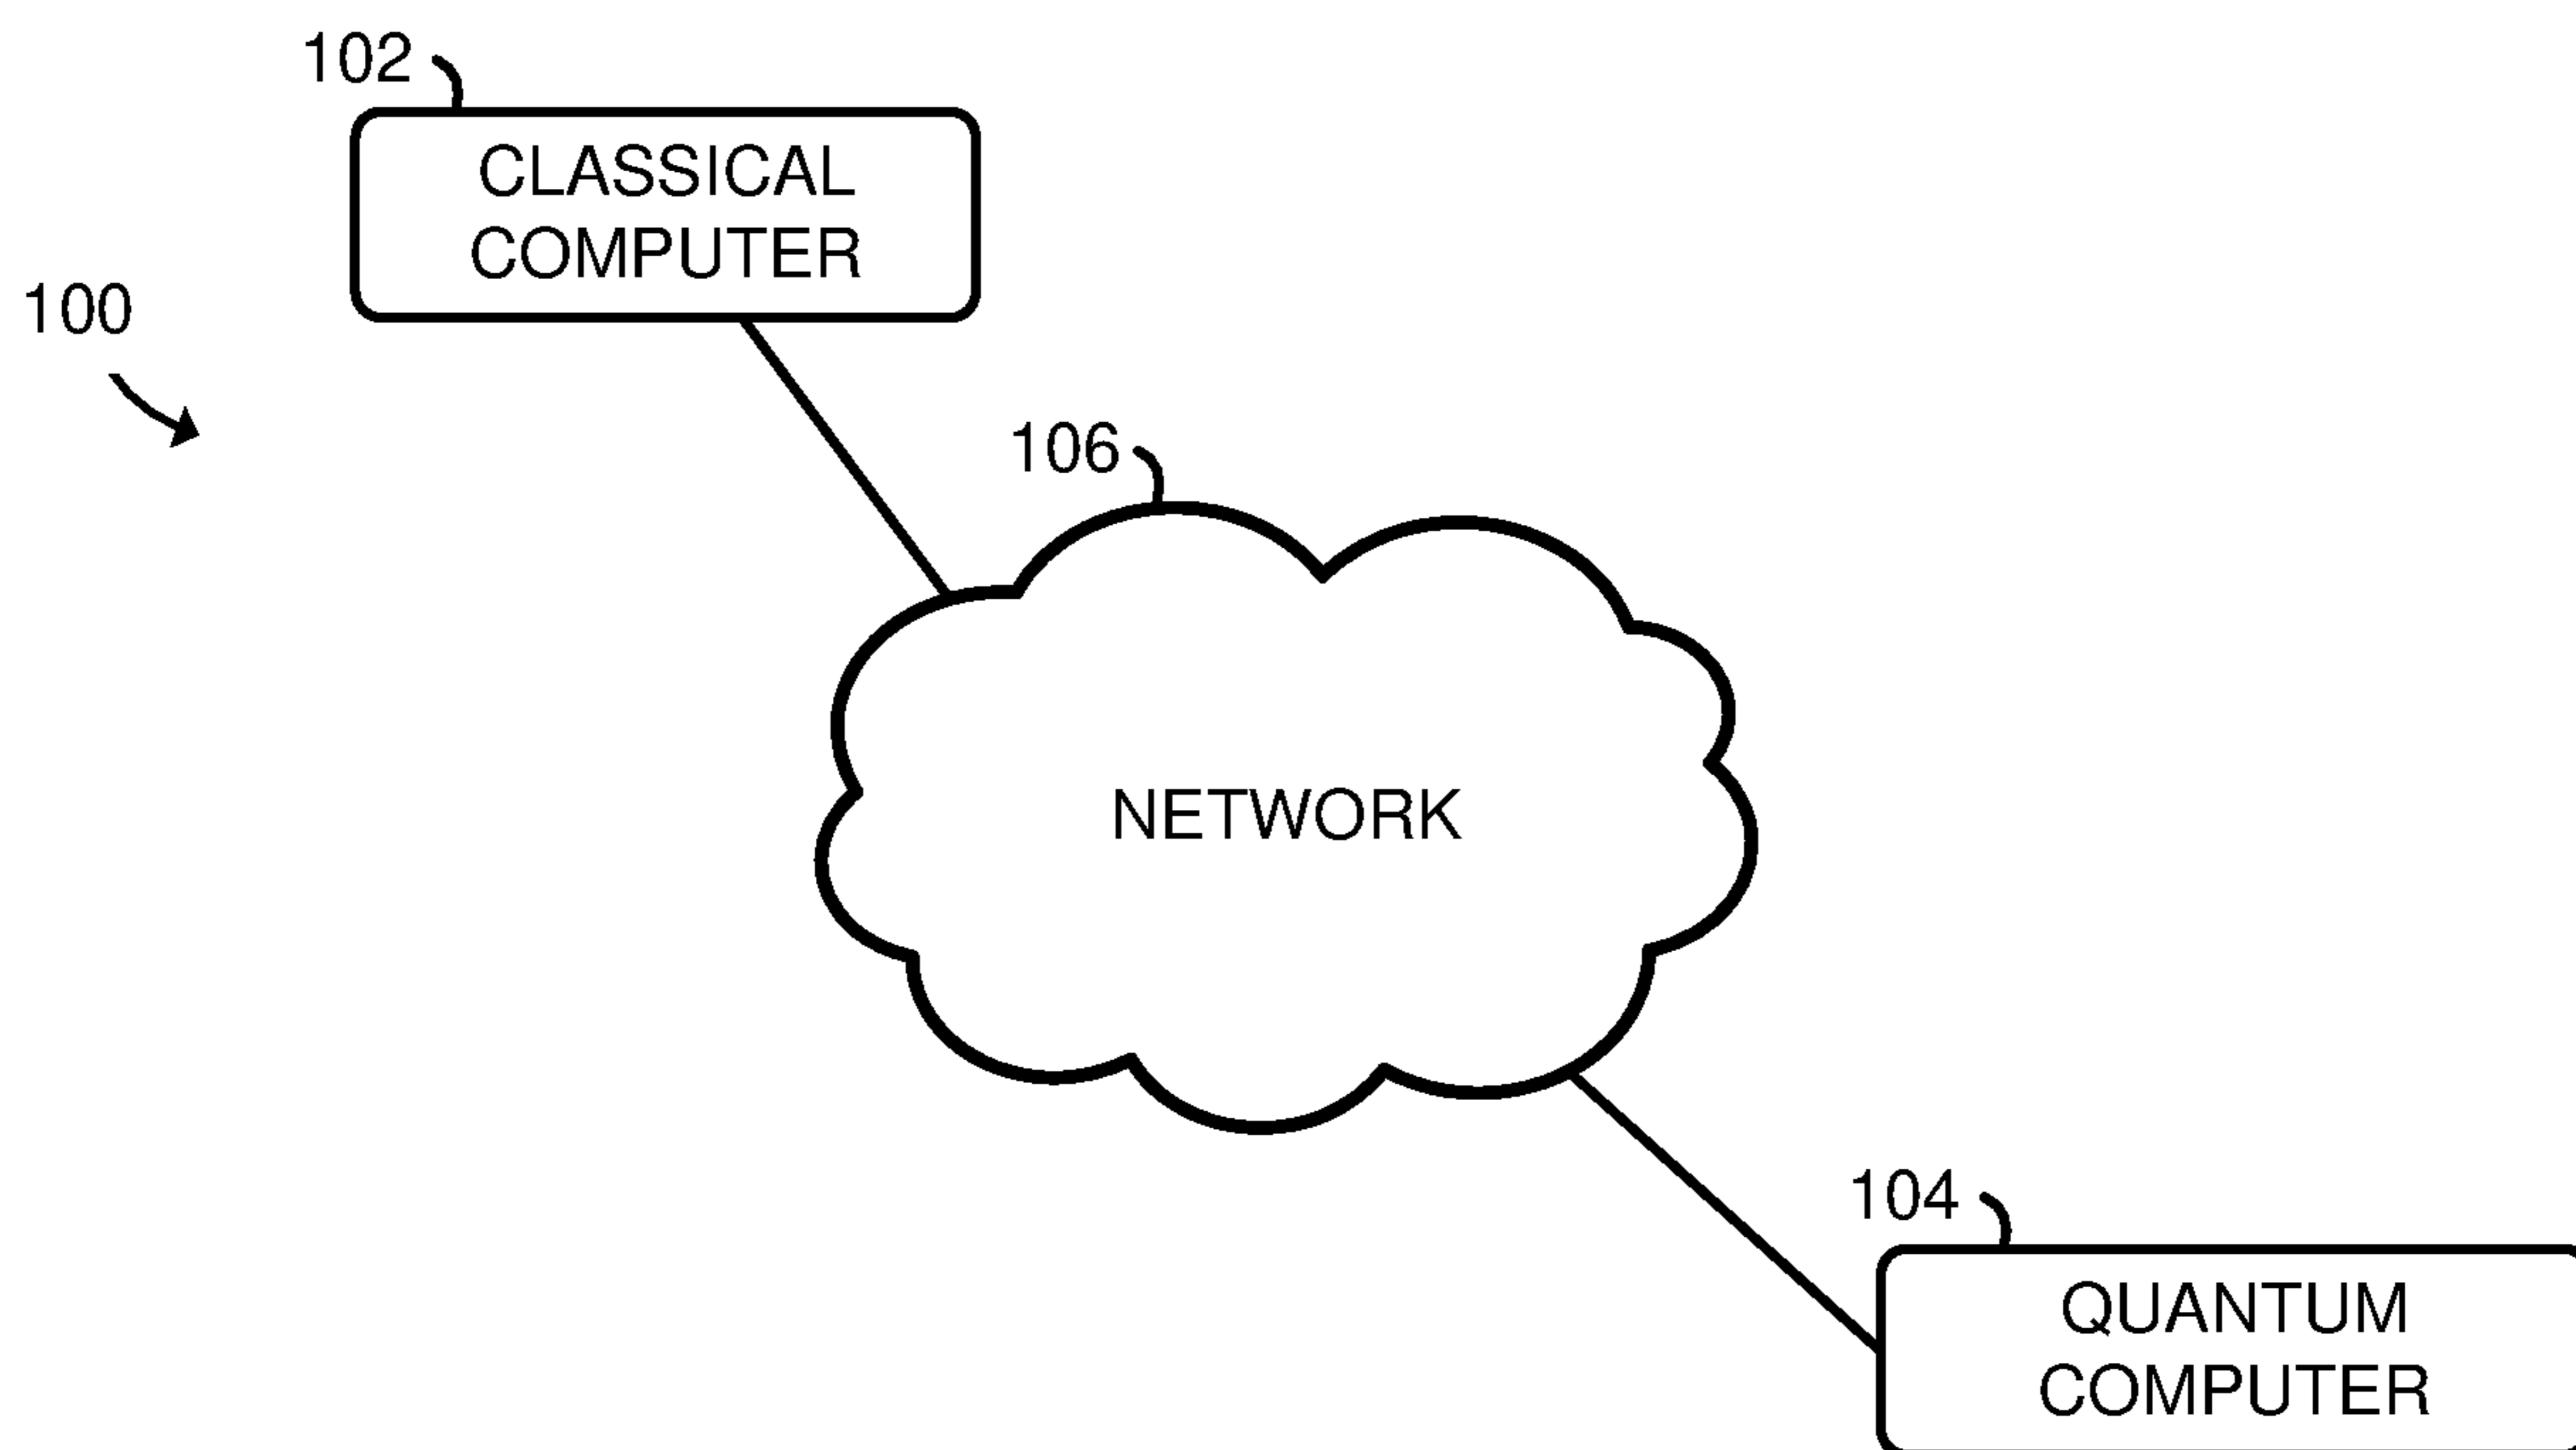 102
CLASSICAL
COMPUTER
100
106
NETWORK
104
QUANTUM
COMPUTER